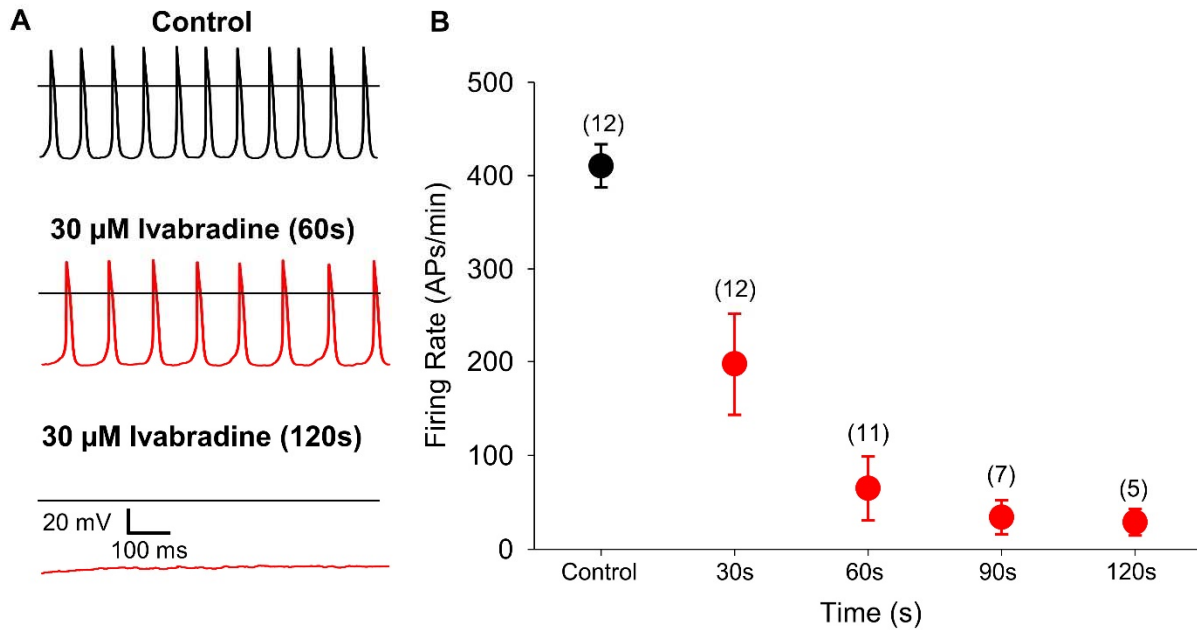 A
Control
30 µM Ivabradine (60s)
30 µM Ivabradine (120s)
20 mV
100 ms
B
Firing Rate (APs/min)
500
400
300
200
100
0
(12)
(12)
(11)
(7)
(5)
Control 30s 60s 90s 120s
Time (s)